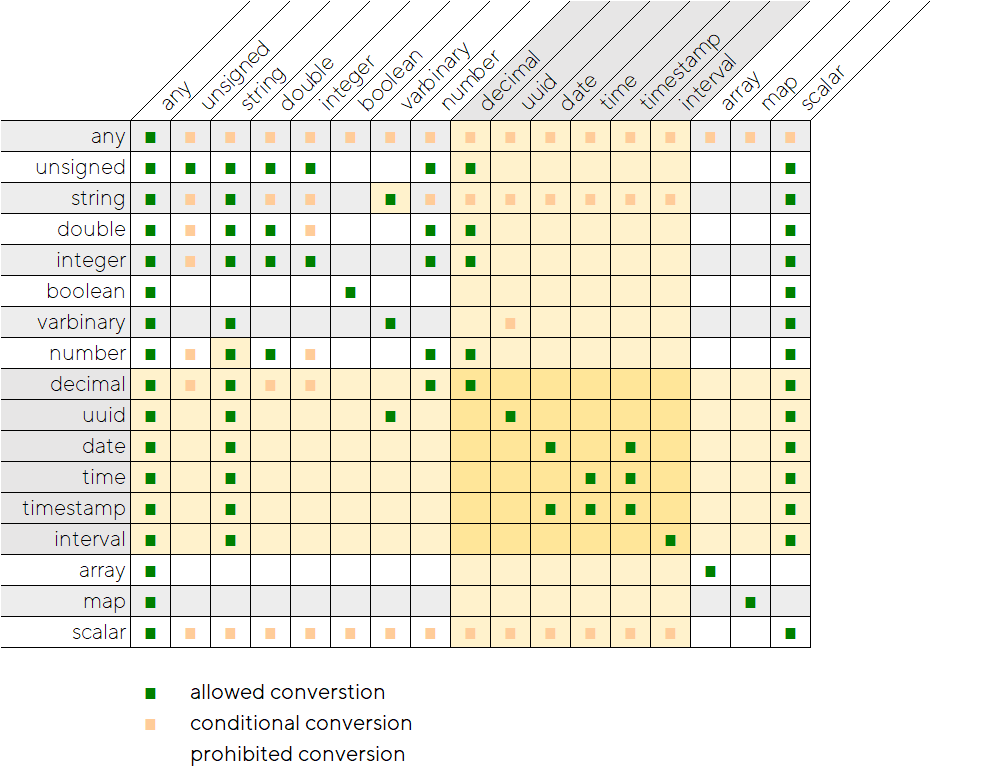 any
unsigned
string
double
integer
boolean
varbinary
number
decimal
uuid
date
time
timestamp
interval
array
map
scalar
any
unsigned
string
double
integer
boolean
varbinary
number
decimal
uuid
date
time
timestamp
interval
array
map
scalar
allowed converstion
conditional conversion
prohibited conversion